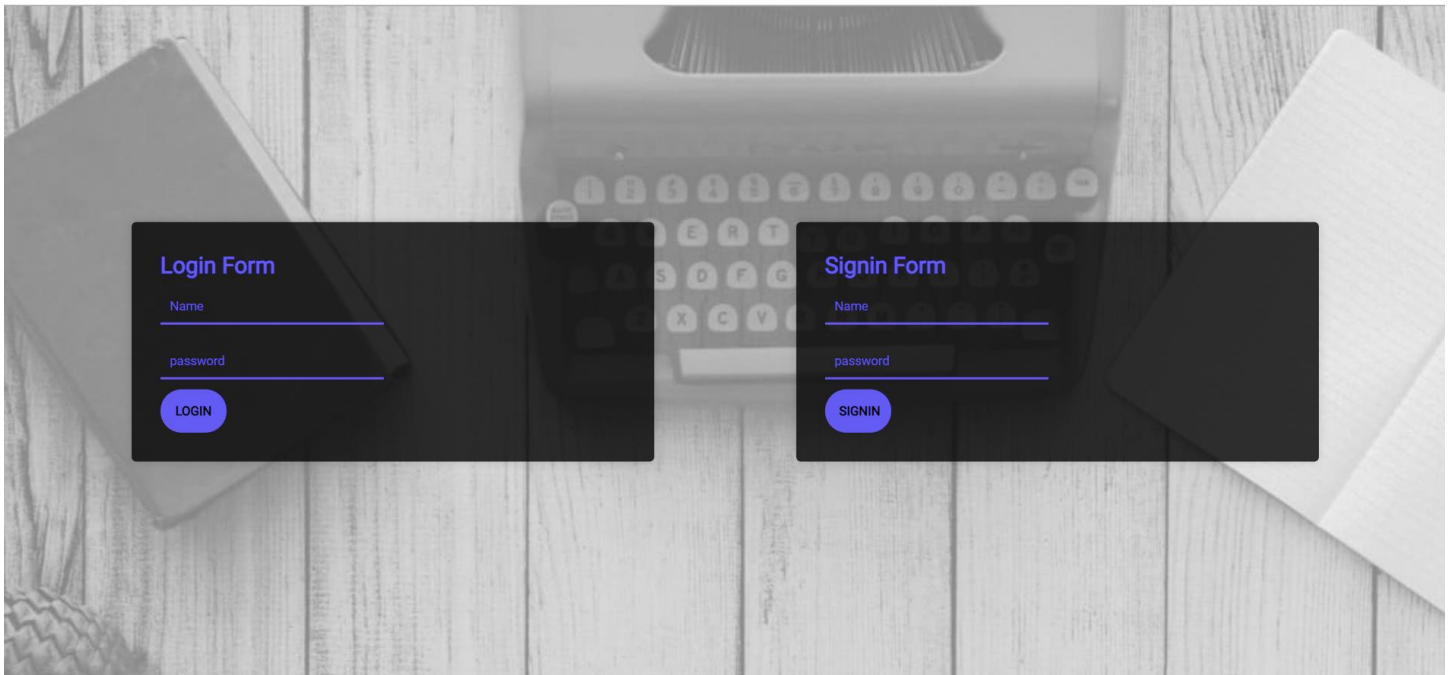 E R T
S D F G
X C V
Login Form
Name
password
LOGIN
Signin Form
Name
password
SIGNIN